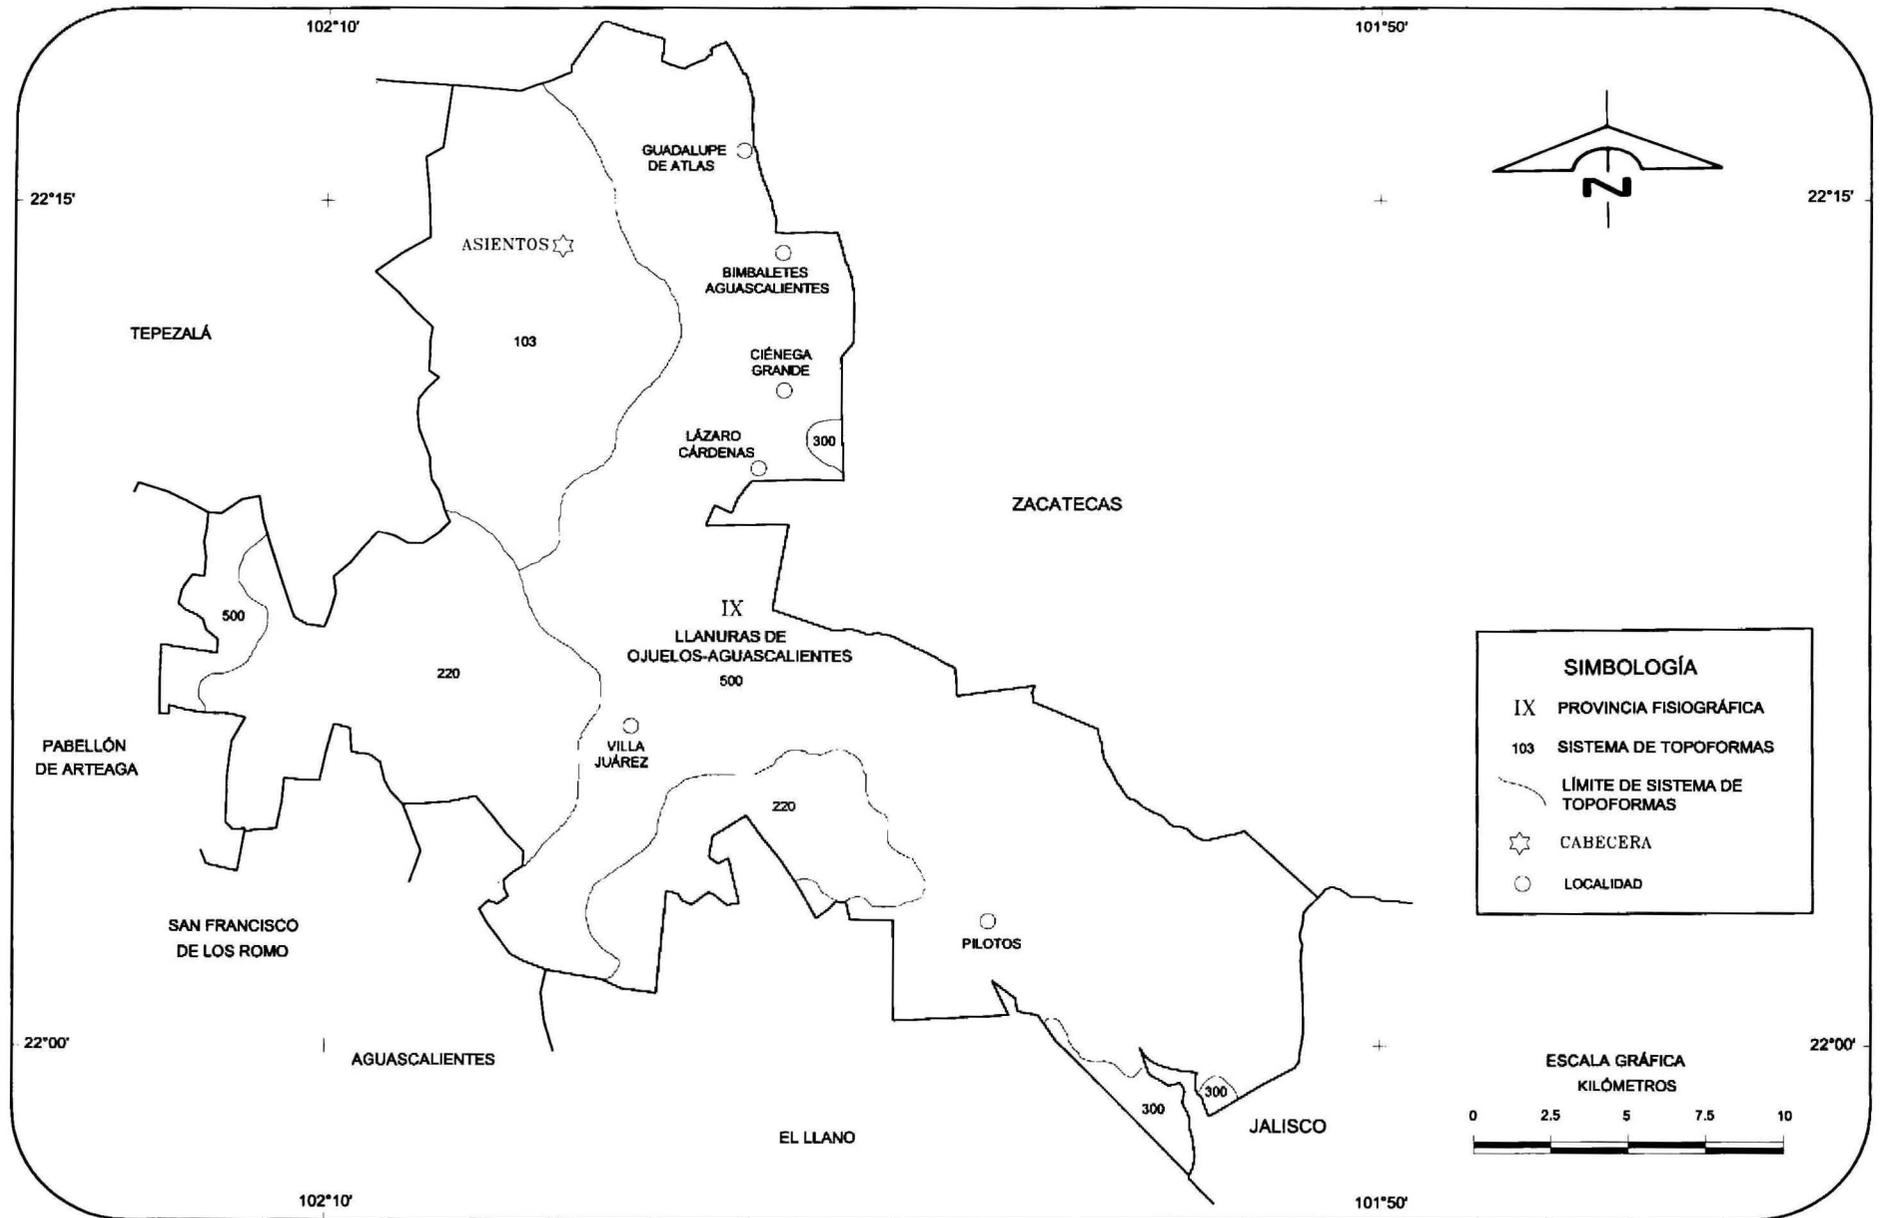 102°10'
101°50'
GUADALUPE
DE ATLAS
22°15'
22°15'
N
ASIENTOS
BIMBALETES
AGUASCALIENTES
TEPEZALÁ
103
CIÉNEGA
GRANDE
LÁZARO
CÁRDENAS
300
ZACATECAS
500
IX
LLANURAS DE
OJUELOS-AGUASCALIENTES
500
220
VILLA
JUÁREZ
PABELLÓN
DE ARTEAGA
220
SAN FRANCISCO
DE LOS ROMO
PILOTOS
SIMBOLOGÍA
IX PROVINCIA FISIOGRÁFICA
103 SISTEMA DE TOPOFORMAS
LÍMITE DE SISTEMA DE
TOPOFORMAS
CABECERA
LOCALIDAD
22°00'
22°00'
AGUASCALIENTES
300
300
EL LLANO
JALISCO
ESCALA GRÁFICA
KILÓMETROS
0 2.5 5 7.5 10
102°10'
101°50'